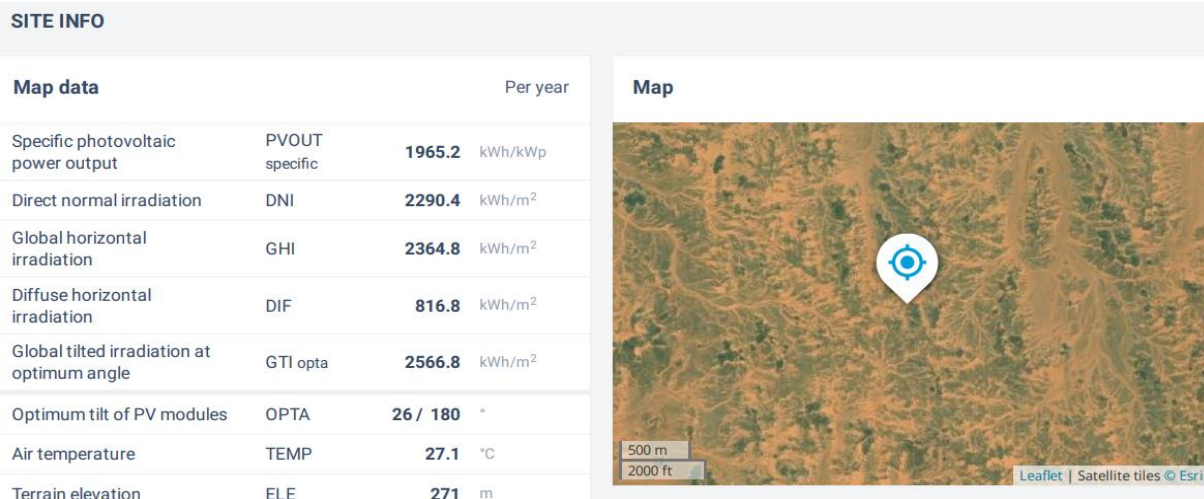 SITE INFO
Map data Per year
Specific photovoltaic power output PVOUT specific 1965.2 kWh/kWp
Direct normal irradiation DNI 2290.4 kWh/m²
Global horizontal irradiation GHI 2364.8 kWh/m²
Diffuse horizontal irradiation DIF 816.8 kWh/m²
Global tilted irradiation at optimum angle GTI opta 2566.8 kWh/m²
Optimum tilt of PV modules OPTA 26 / 180 °
Air temperature TEMP 27.1 °C
Terrain elevation ELE 271 m
Map
500 m
2000 ft
Leaflet | Satellite tiles © Esri